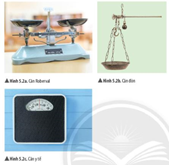 Hình 5.2a. Cân Roberval
Hình 5.2b. Cân đòn
Hình 5.2c. Cân y tế